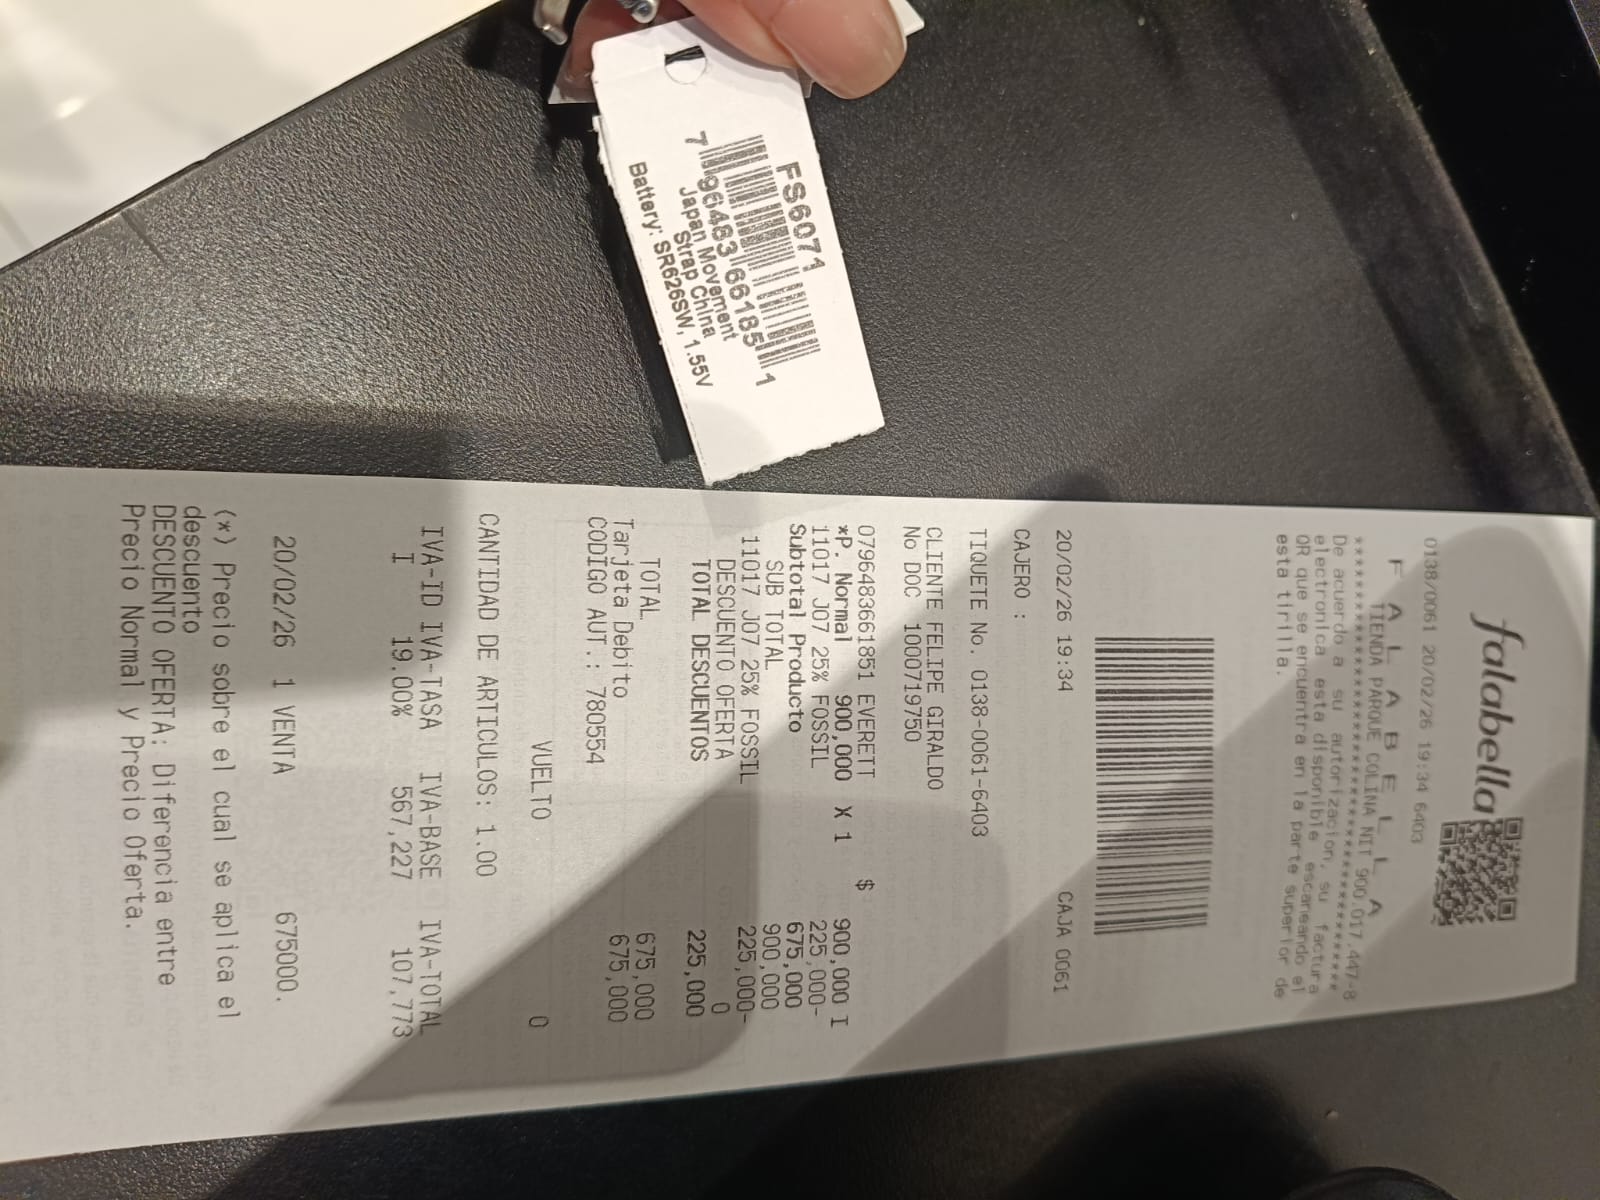 FS6071
7 96483 66185 1
Japan Movement
Strap China
Battery: SR626SW, 1.55V
falabella
0138/0061 20/02/26 19:34 6403
F A L A B E L L A
TIENDA PARQUE COLINA NIT 900.017.447-8
****************************************
De acuerdo a su autorizacion, su factura
electronica esta disponible escaneando el
QR que se encuentra en la parte superior de
esta tirilla.
20/02/26 19:34 CAJA 0061
CAJERO :
TIQUETE No. 0138-0061-6403
CLIENTE FELIPE GIRALDO
No DOC 1000719750
$
0796483661851 EVERETT
*P. Normal 900,000 X 1 900,000 I
11017 J07 25% FOSSIL 225,000-
Subtotal Producto 675,000
SUB TOTAL 900,000
11017 J07 25% FOSSIL 225,000-
DESCUENTO OFERTA 0
TOTAL DESCUENTOS 225,000
TOTAL 675,000
Tarjeta Debito 675,000
CODIGO AUT.: 780554
VUELTO 0
CANTIDAD DE ARTICULOS: 1.00
IVA-ID IVA-TASA IVA-BASE IVA-TOTAL
I 19.00% 567,227 107,773
20/02/26 1 VENTA 675000.
(*) Precio sobre el cual se aplica el
descuento
DESCUENTO OFERTA: Diferencia entre
Precio Normal y Precio Oferta.